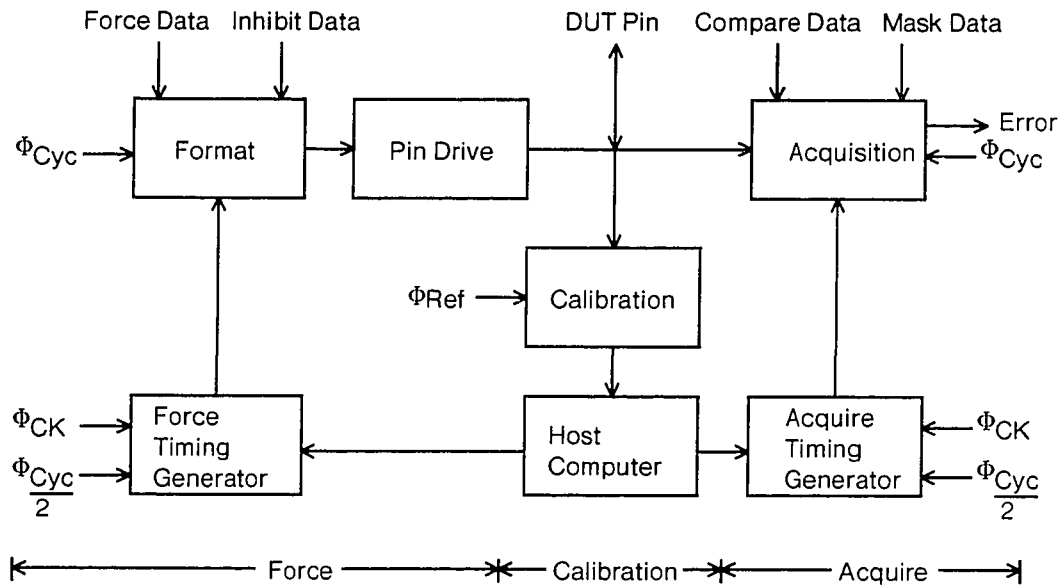 Force Data Inhibit Data DUT Pin Compare Data Mask Data
ΦCyc Format Pin Drive Acquisition Error
ΦCyc
ΦRef Calibration
ΦCK Force
Timing
Generator
ΦCyc
2
Host
Computer
Acquire
Timing
Generator
ΦCK
ΦCyc
2
Force Calibration Acquire